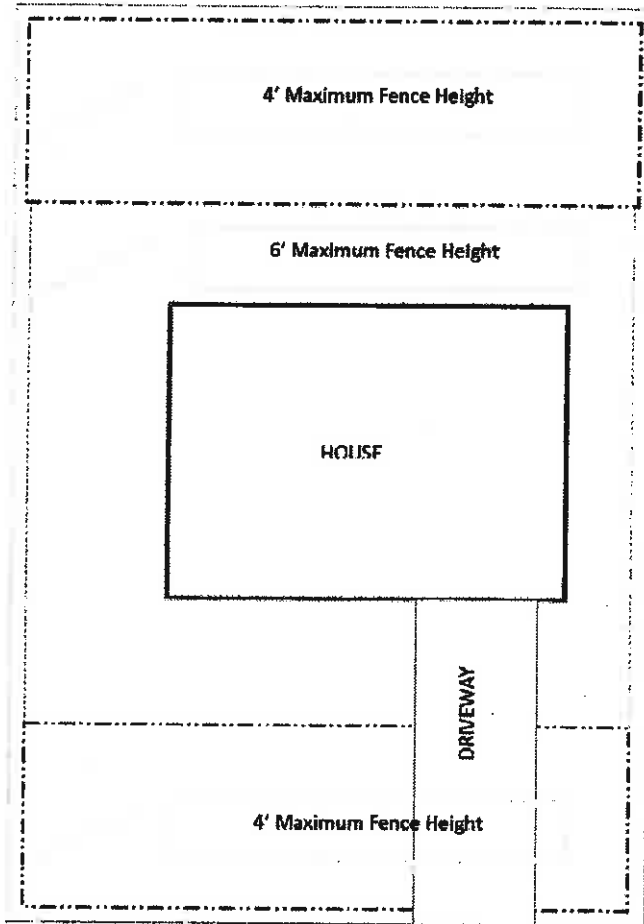 4' Maximum Fence Height
6' Maximum Fence Height
HOUSE
DRIVEWAY
4' Maximum Fence Height